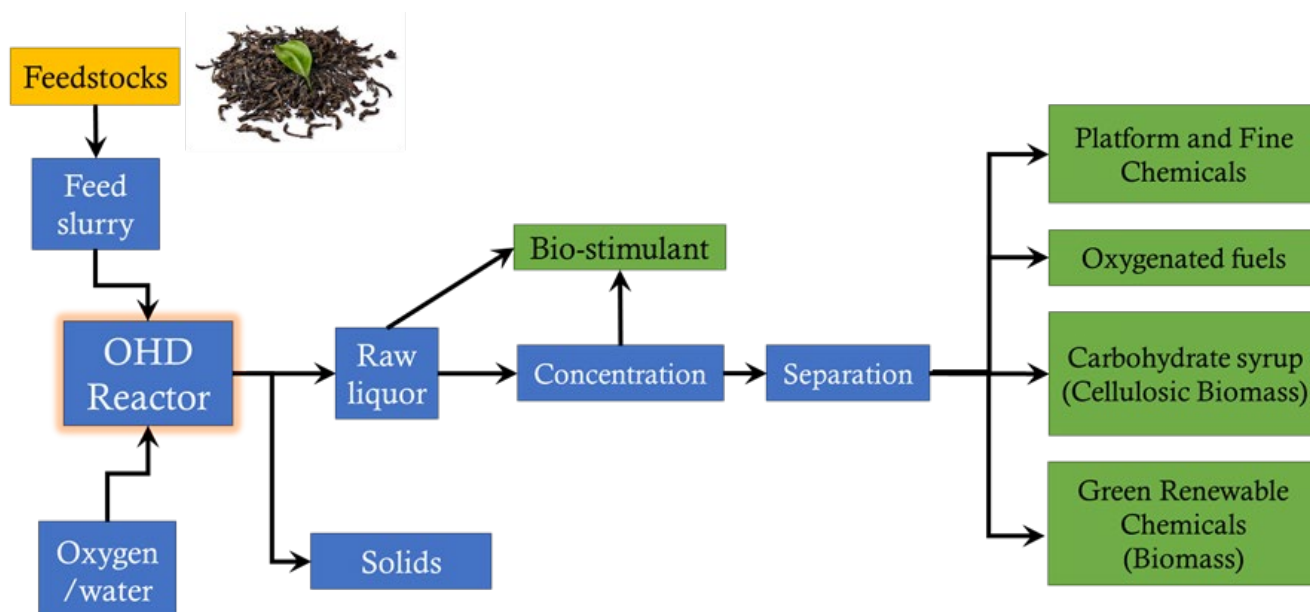 Feedstocks
Feed
slurry
OHD
Reactor
Oxygen
/water
Raw
liquor
Solids
Bio-stimulant
Concentration
Separation
Platform and Fine
Chemicals
Oxygenated fuels
Carbohydrate syrup
(Cellulosic Biomass)
Green Renewable
Chemicals
(Biomass)